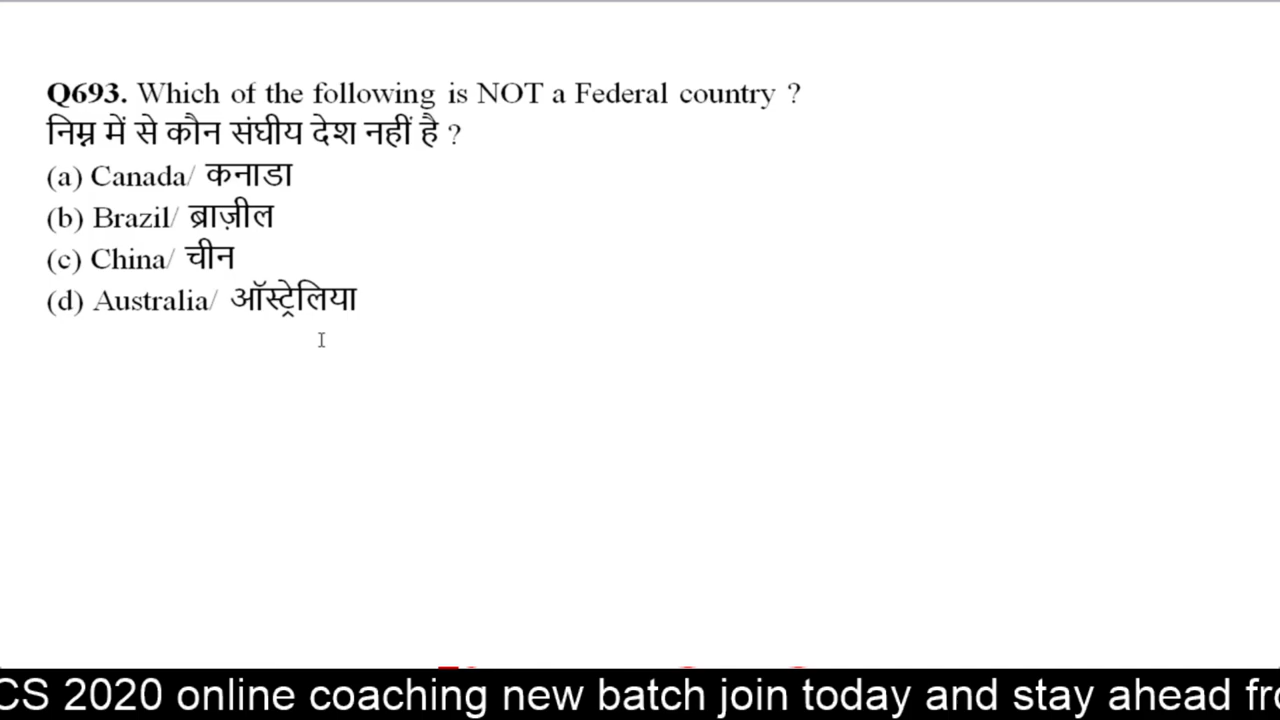 Q693. Which of the following is NOT a Federal country ?
निम्न में से कौन संघीय देश नहीं है ?
(a) Canada/ कनाडा
(b) Brazil/ ब्राज़ील
(c) China/ चीन
(d) Australia/ ऑस्ट्रेलिया
CS 2020 online coaching new batch join today and stay ahead